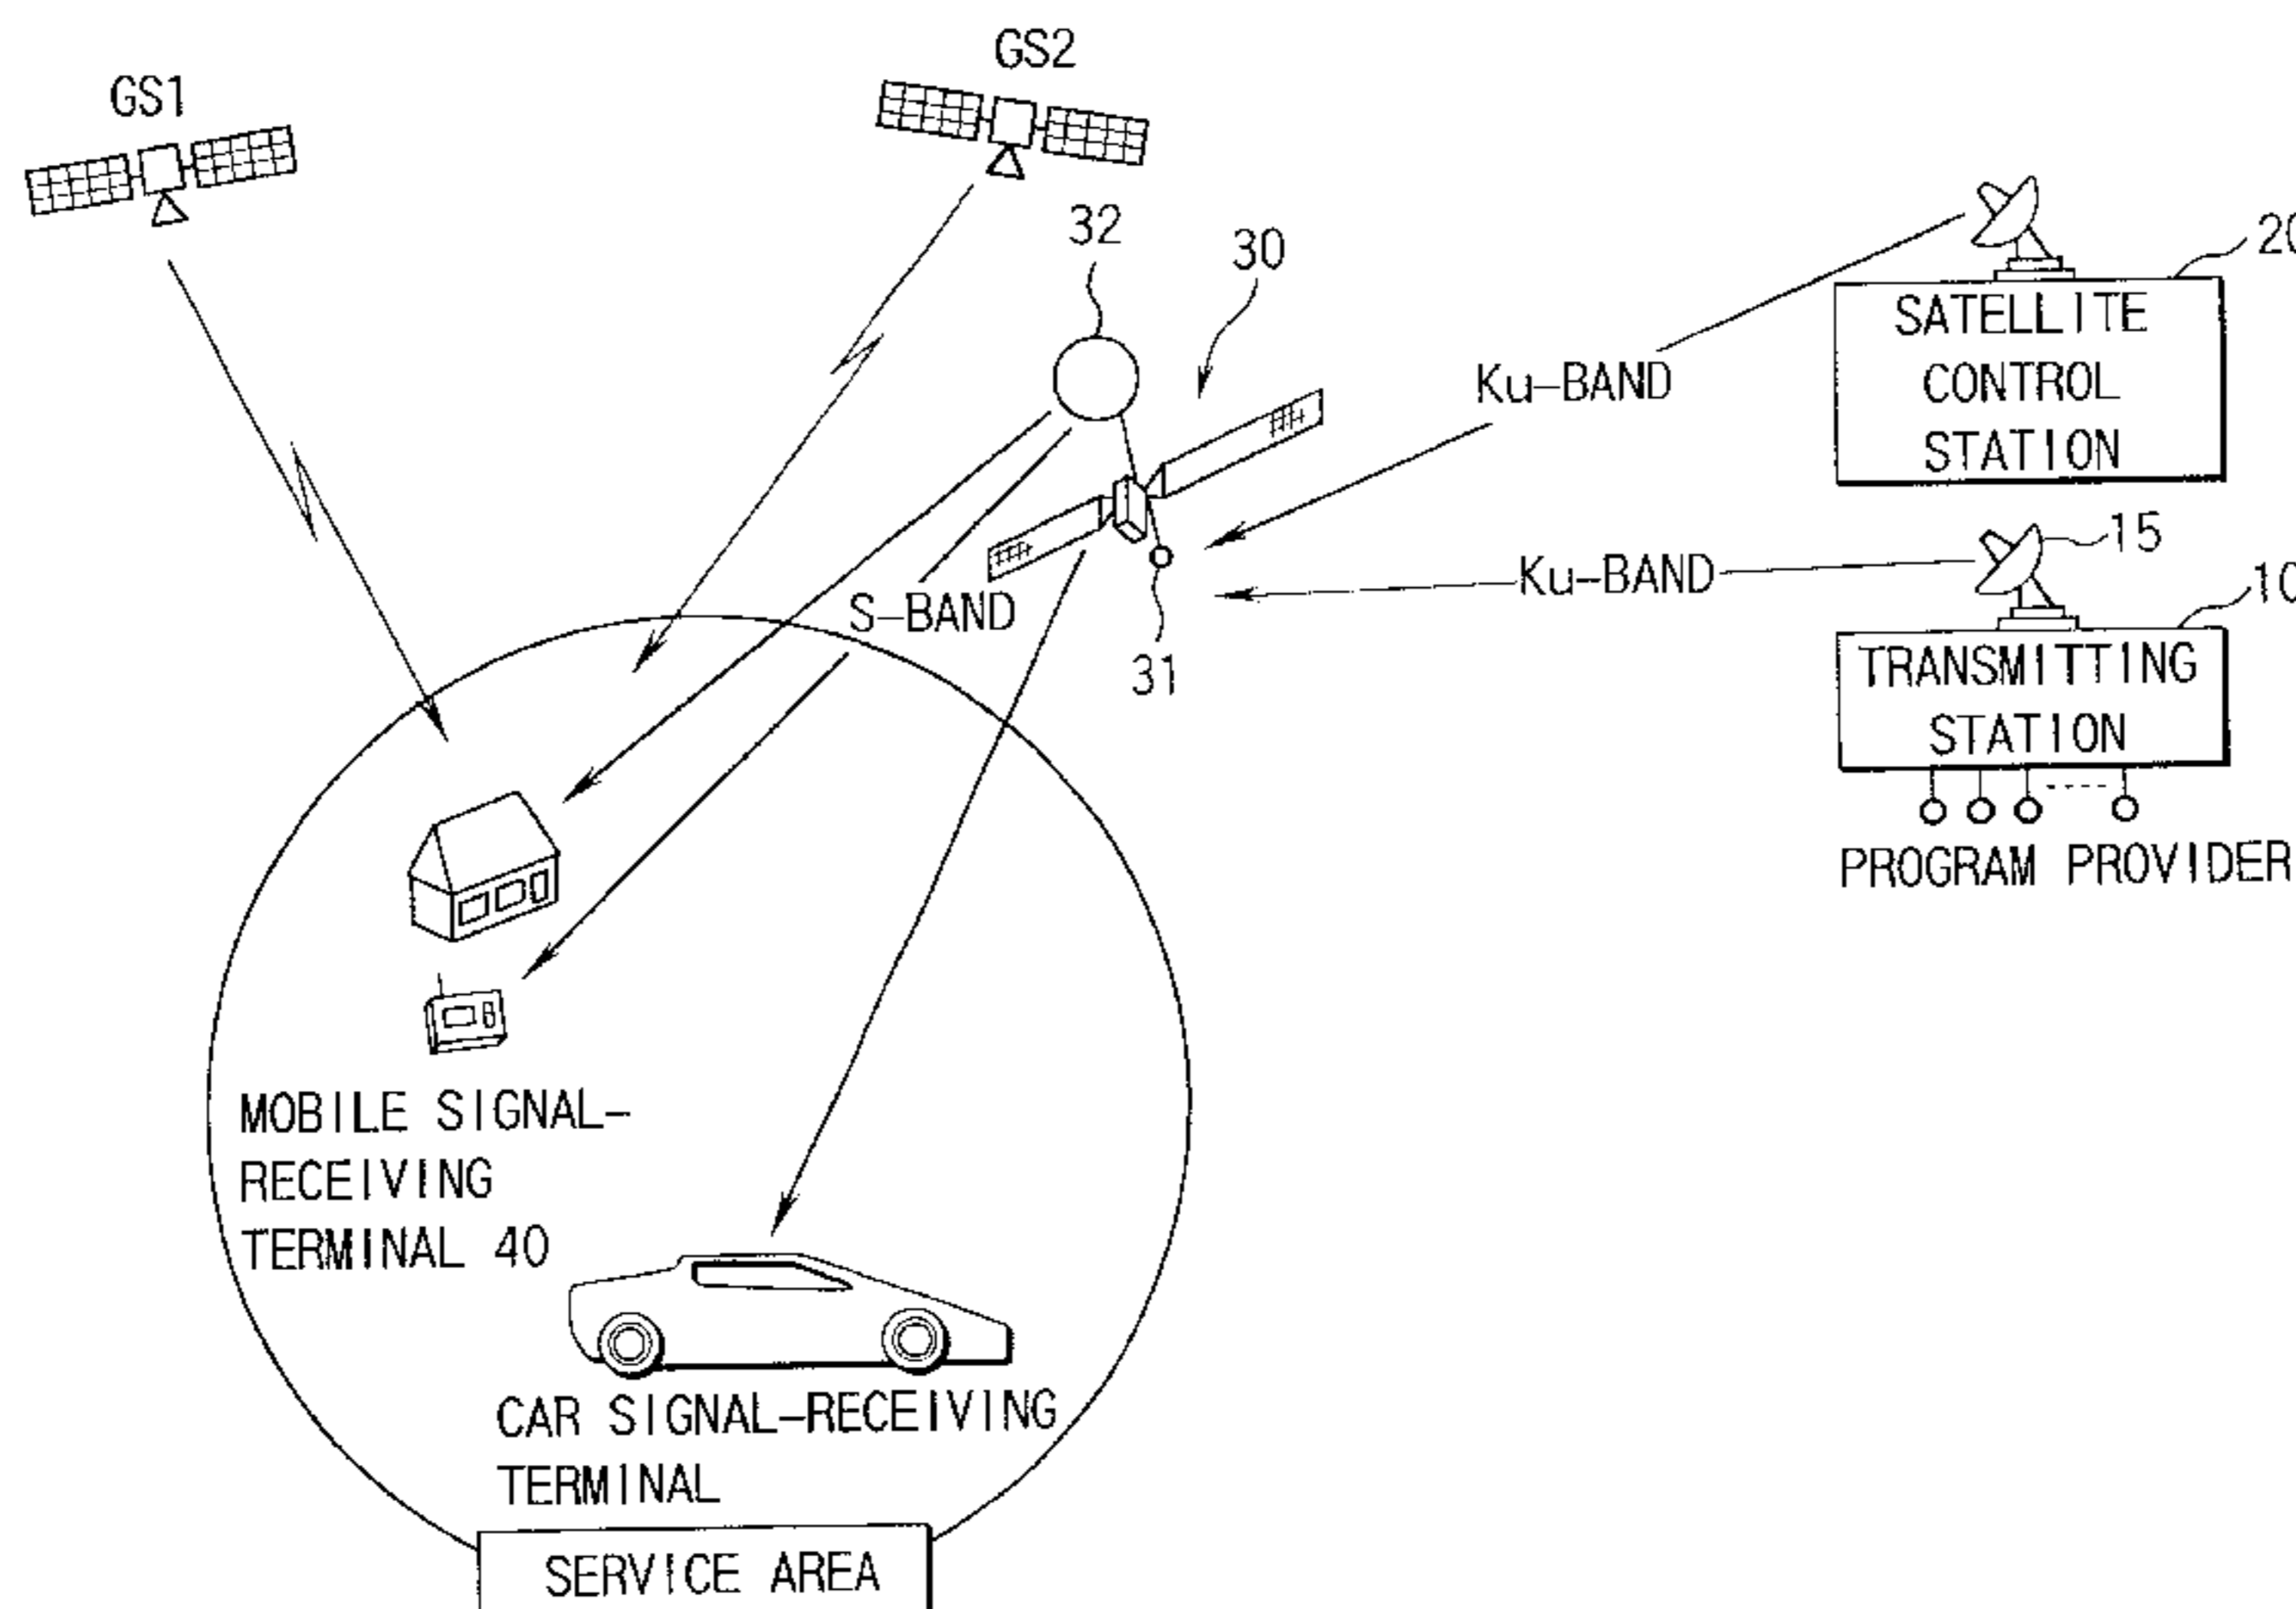 GS1
GS2
32
30
20
SATELLITE
CONTROL
STATION
Ku-BAND
Ku-BAND
15
10
TRANSMITTING
STATION
PROGRAM PROVIDER
S-BAND
31
MOBILE SIGNAL-
RECEIVING
TERMINAL 40
CAR SIGNAL-RECEIVING
TERMINAL
SERVICE AREA